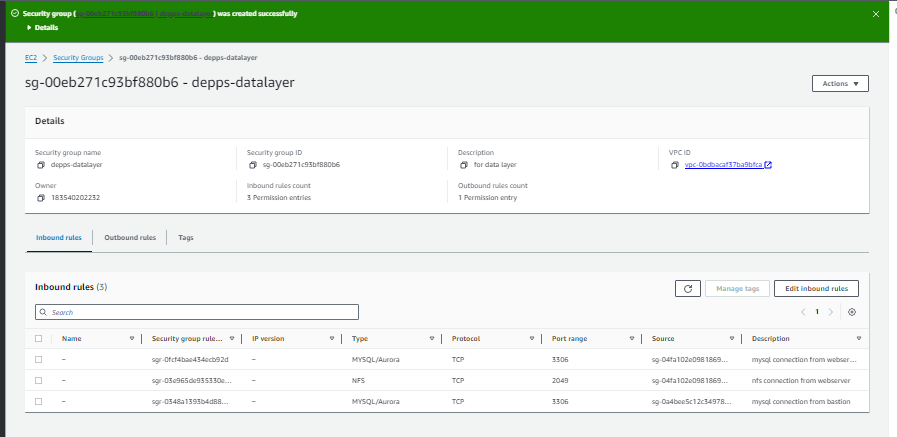 Security group (sg-00eb271c93bf880b6 | depps-datalayer) was created successfully
Details
EC2 > Security Groups > sg-00eb271c93bf880b6 - depps-datalayer
sg-00eb271c93bf880b6 - depps-datalayer
Actions
Details
Security group name
depps-datalayer
Security group ID
sg-00eb271c93bf880b6
Description
for data layer
VPC ID
vpc-0bdbacaf37ba9bfca
Owner
183540202232
Inbound rules count
3 Permission entries
Outbound rules count
1 Permission entry
Inbound rules Outbound rules Tags
Inbound rules (3)
Manage tags Edit inbound rules
Search
1
Name Security group rule... IP version Type Protocol Port range Source Description
– sgr-0fcf4bae434ecb92d – MYSQL/Aurora TCP 3306 sg-04fa102e0981869... mysql connection from webser...
– sgr-03e965de935330e... – NFS TCP 2049 sg-04fa102e0981869... nfs connection from webserver
– sgr-0348a1393b4d88... – MYSQL/Aurora TCP 3306 sg-0a4bee5c12c34978... mysql connection from bastion